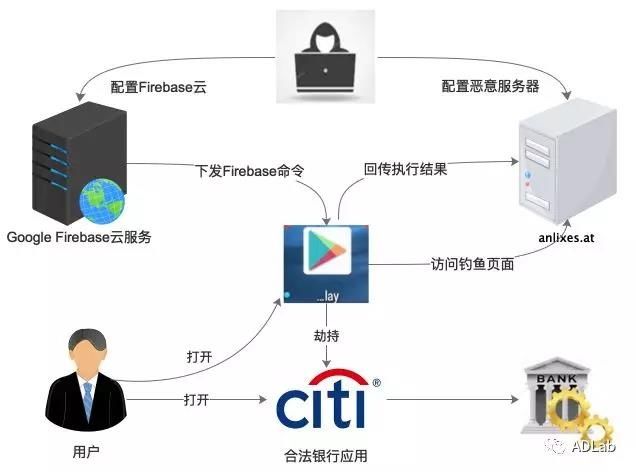 配置Firebase云
配置恶意服务器
下发Firebase命令
回传执行结果
Google Firebase云服务
anlixes.at
...lay
访问钓鱼页面
打开
劫持
打开
citi®
BANK
用户
合法银行应用
ADLab